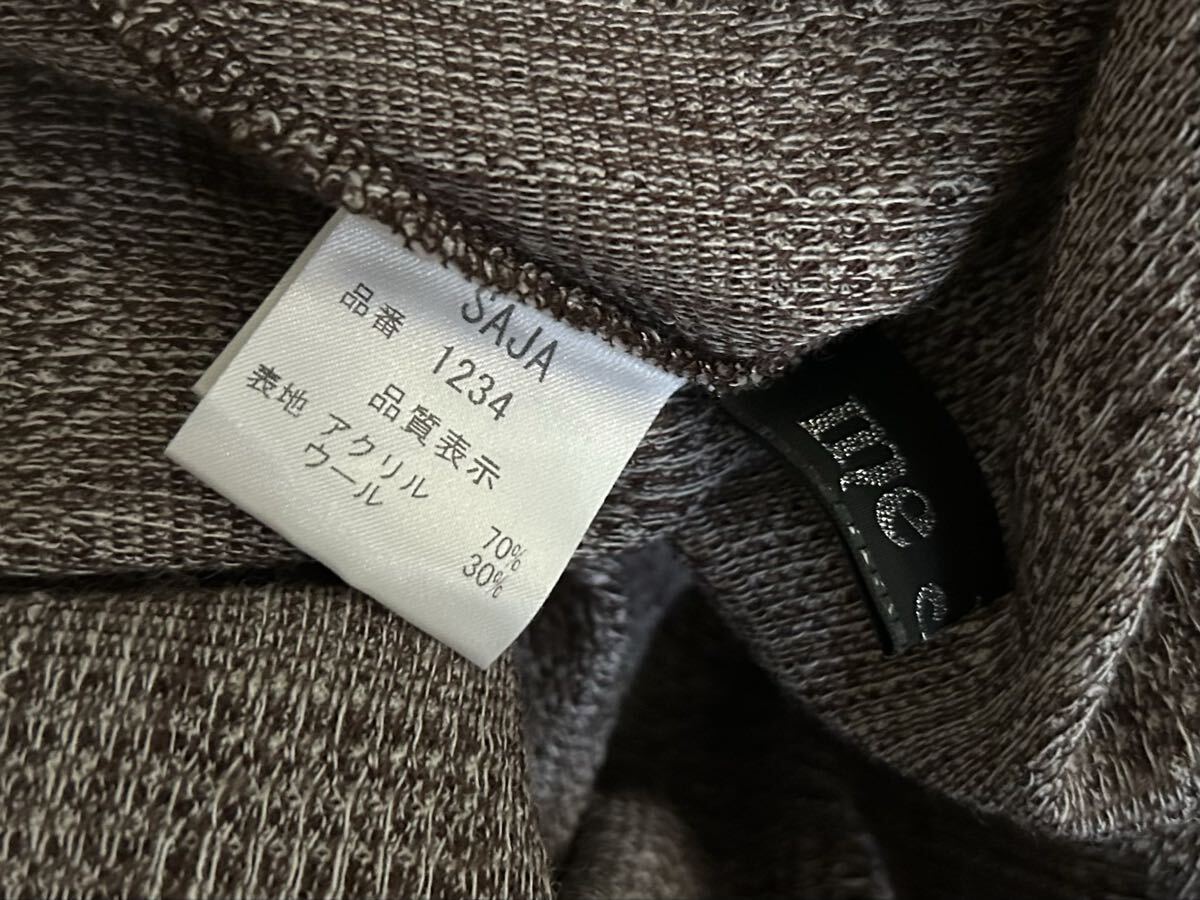 SAJA
品番 1234
品質表示
表地 アクリル 70%
ウール 30%
me